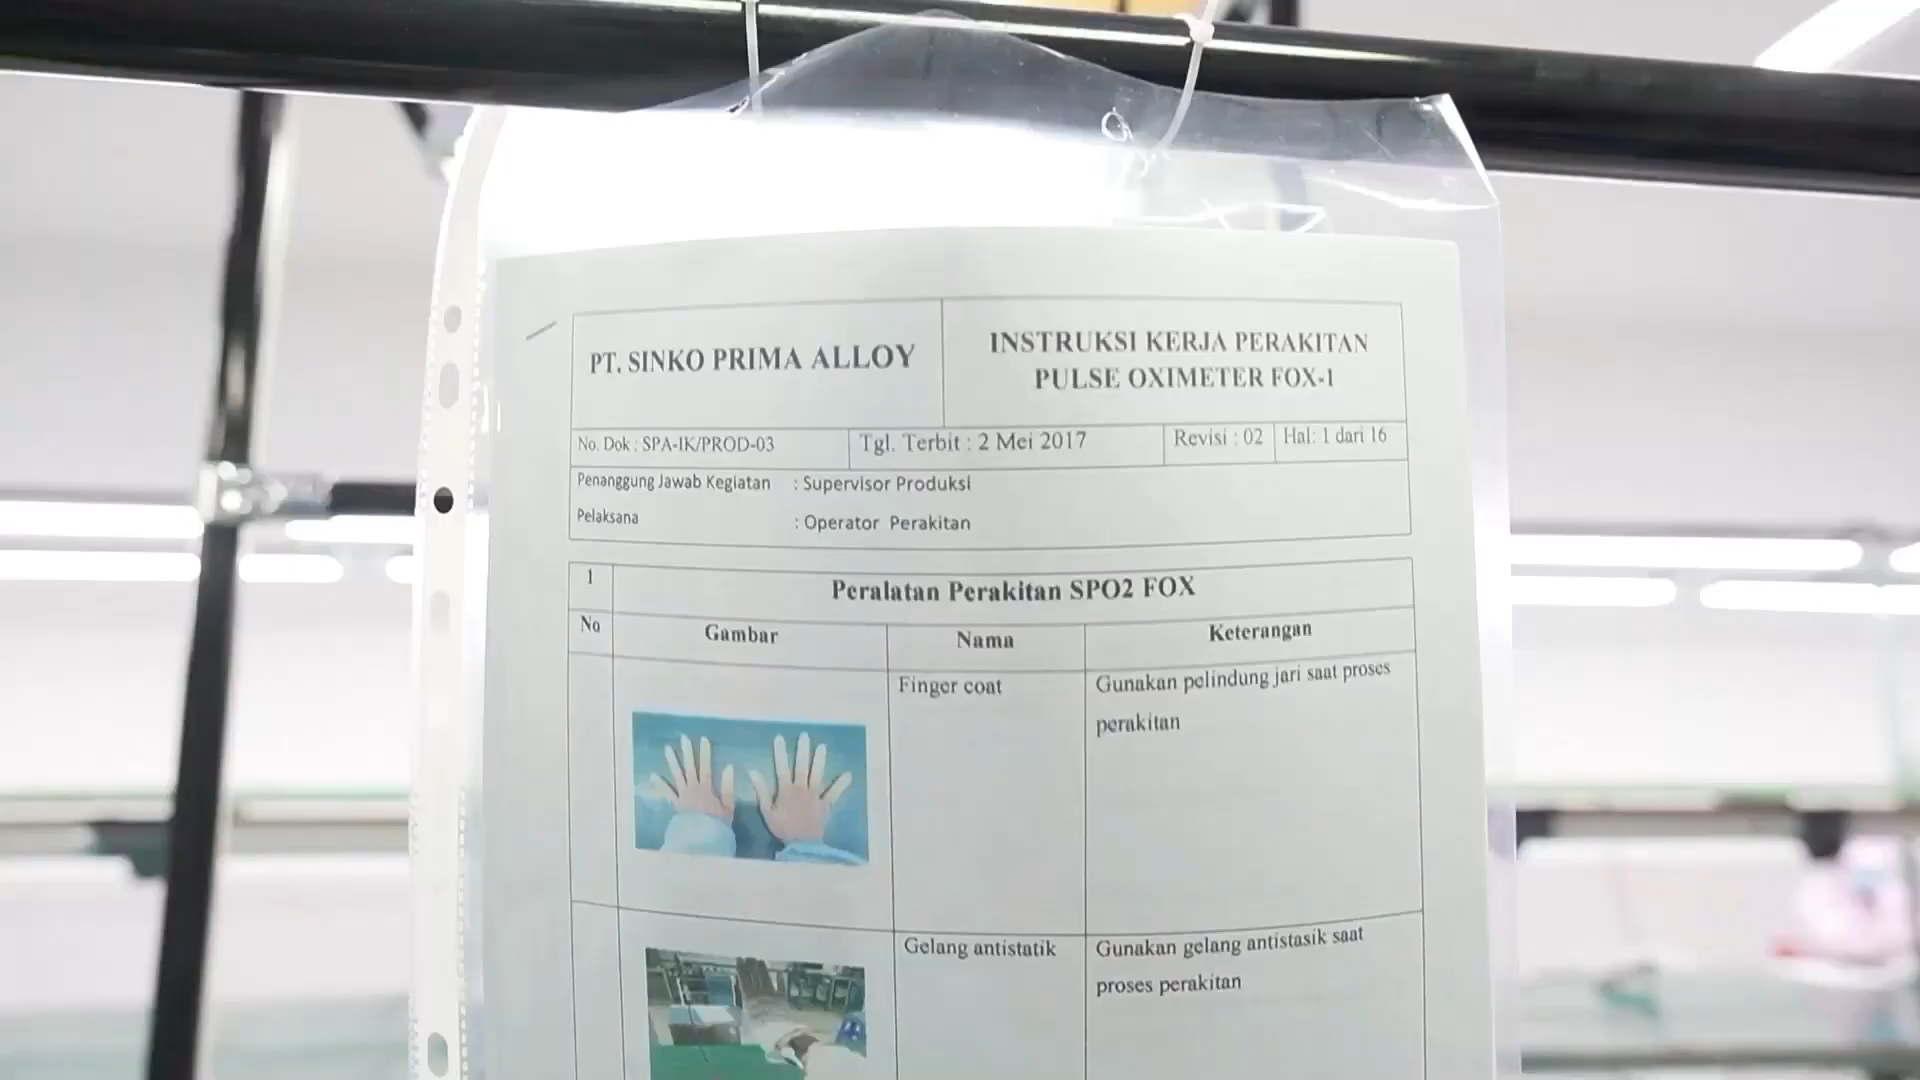 PT. SINKO PRIMA ALLOY
INSTRUKSI KERJA PERAKITAN
PULSE OXIMETER FOX-1
No. Dok : SPA-IK/PROD-03
Tgl. Terbit : 2 Mei 2017
Revisi : 02
Hal: 1 dari 16
Penanggung Jawab Kegiatan : Supervisor Produksi
Pelaksana : Operator Perakitan
1
Peralatan Perakitan SPO2 FOX
No
Gambar
Nama
Keterangan
Finger coat
Gunakan pelindung jari saat proses
perakitan
Gelang antistatik
Gunakan gelang antistasik saat
proses perakitan